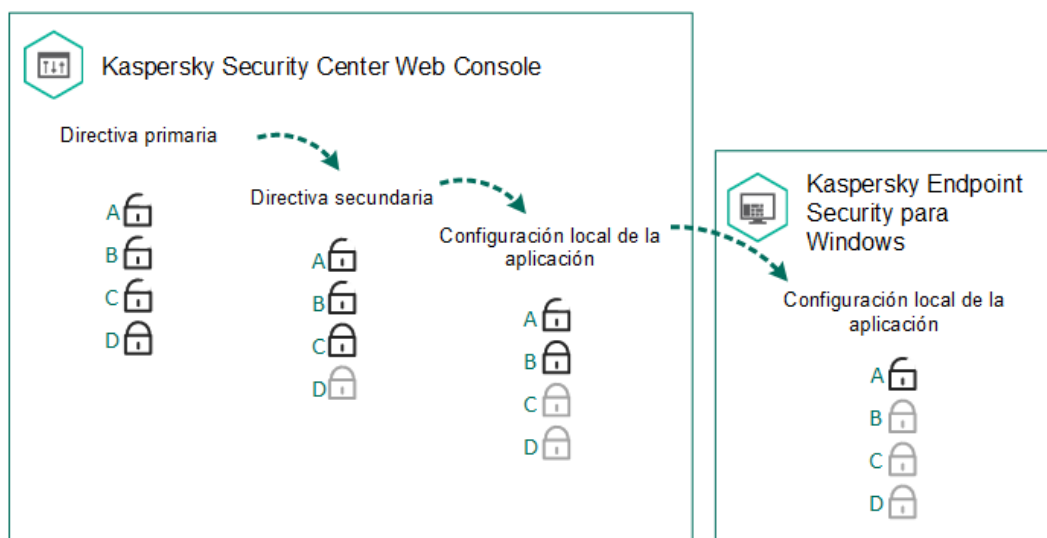 Kaspersky Security Center Web Console
Directiva primaria
A
B
C
D
Directiva secundaria
A
B
C
D
Configuración local de la
aplicación
A
B
C
D
Kaspersky Endpoint
Security para
Windows
Configuración local de la
aplicación
A
B
C
D